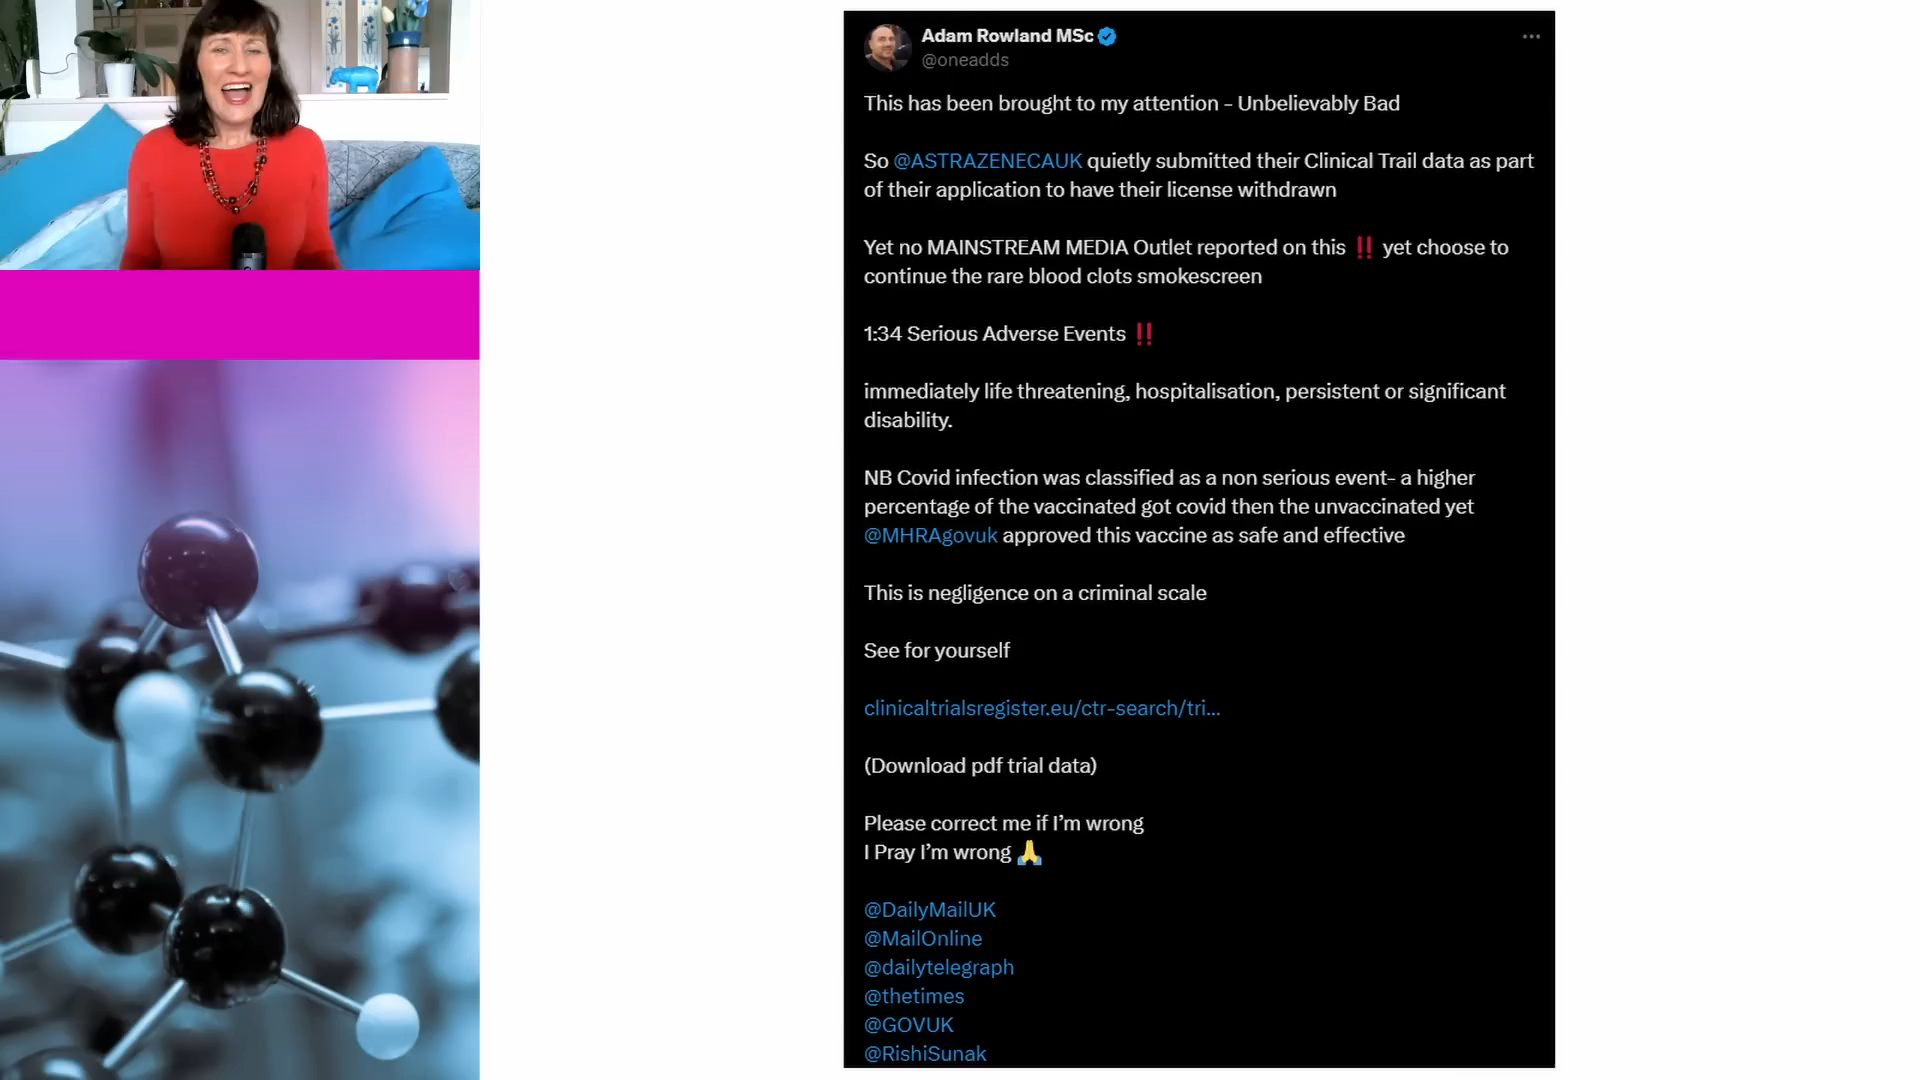 Adam Rowland MSc
@oneadds
This has been brought to my attention - Unbelievably Bad
So @ASTRAZENECAUK quietly submitted their Clinical Trail data as part
of their application to have their license withdrawn
Yet no MAINSTREAM MEDIA Outlet reported on this ‼️ yet choose to
continue the rare blood clots smokescreen
1:34 Serious Adverse Events ‼️
immediately life threatening, hospitalisation, persistent or significant
disability.
NB Covid infection was classified as a non serious event- a higher
percentage of the vaccinated got covid then the unvaccinated yet
@MHRAgovuk approved this vaccine as safe and effective
This is negligence on a criminal scale
See for yourself
clinicaltrialsregister.eu/ctr-search/tri...
(Download pdf trial data)
Please correct me if I’m wrong
I Pray I’m wrong 🙏
@DailyMailUK
@MailOnline
@dailytelegraph
@thetimes
@GOVUK
@RishiSunak